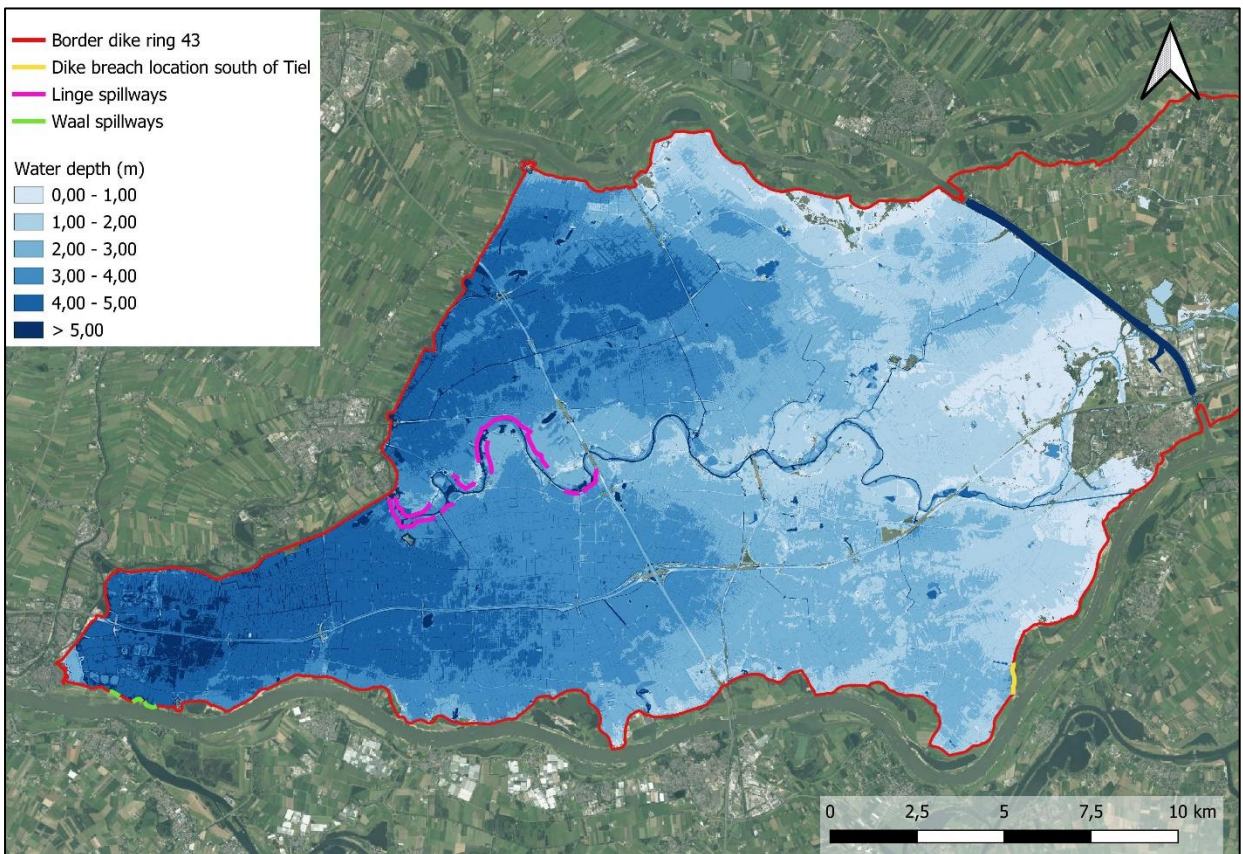 Border dike ring 43
Dike breach location south of Tiel
Linge spillways
Waal spillways
Water depth (m)
0,00 - 1,00
1,00 - 2,00
2,00 - 3,00
3,00 - 4,00
4,00 - 5,00
> 5,00
0 2,5 5 7,5 10 km